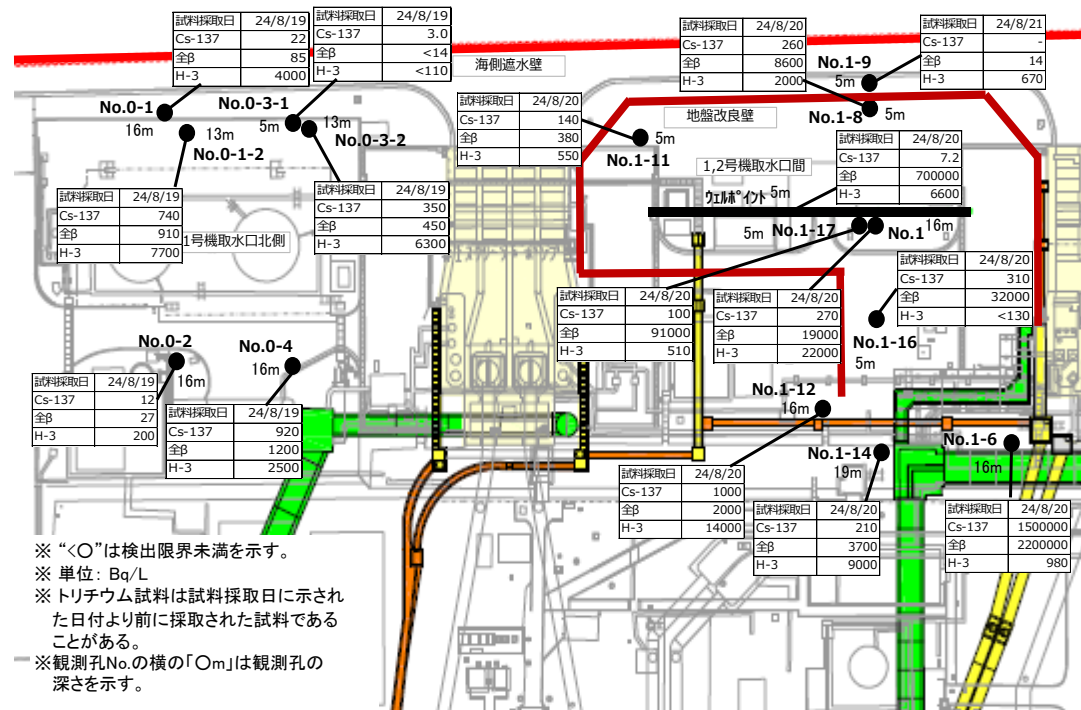 試料採取日 24/8/19
Cs-137 22
全β 85
H-3 4000
試料採取日 24/8/19
Cs-137 3.0
全β <14
H-3 <110
海側遮水壁
試料採取日 24/8/20
Cs-137 260
全β 8600
H-3 2000
試料採取日 24/8/21
Cs-137 -
全β 14
H-3 670
No.1-9
5m
No.1-8
5m
No.0-1
16m
13m
No.0-1-2
No.0-3-1
5m
13m
No.0-3-2
試料採取日 24/8/20
Cs-137 140
全β 380
H-3 550
地盤改良壁
5m
No.1-11
試料採取日 24/8/20
Cs-137 7.2
全β 700000
H-3 6600
1,2号機取水口間
ウェルポイント 5m
試料採取日 24/8/19
Cs-137 740
全β 910
H-3 7700
1号機取水口北側
試料採取日 24/8/19
Cs-137 350
全β 450
H-3 6300
5m No.1-17
No.1 16m
試料採取日 24/8/20
Cs-137 310
全β 32000
H-3 <130
試料採取日 24/8/20
Cs-137 100
全β 91000
H-3 510
試料採取日 24/8/20
Cs-137 270
全β 19000
H-3 22000
No.1-16
5m
No.0-2
16m
No.0-4
16m
試料採取日 24/8/19
Cs-137 12
全β 27
H-3 200
試料採取日 24/8/19
Cs-137 920
全β 1200
H-3 2500
No.1-12
16m
No.1-14
19m
No.1-6
16m
試料採取日 24/8/20
Cs-137 1000
全β 2000
H-3 14000
試料採取日 24/8/20
Cs-137 210
全β 3700
H-3 9000
試料採取日 24/8/20
Cs-137 1500000
全β 2200000
H-3 980
※ “<〇”は検出限界未満を示す。
※ 単位: Bq/L
※ トリチウム試料は試料採取日に示され
た日付より前に採取された試料である
ことがある。
※観測孔No.の横の「〇m」は観測孔の
深さを示す。